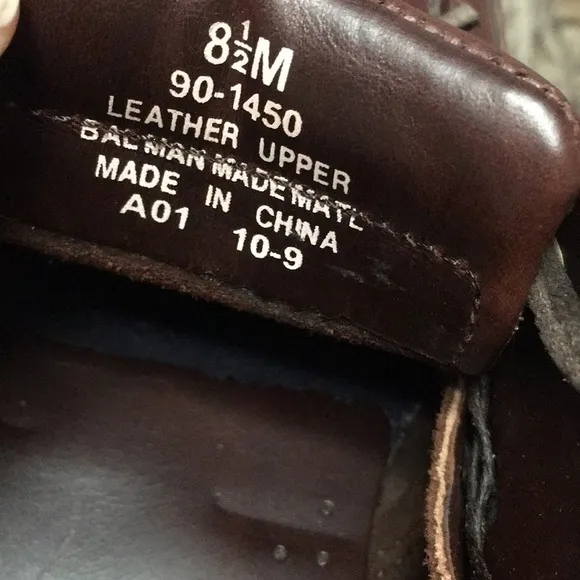 8½M
90-1450
LEATHER UPPER
BAL MAN MADE MATL
MADE IN CHINA
A01 10-9